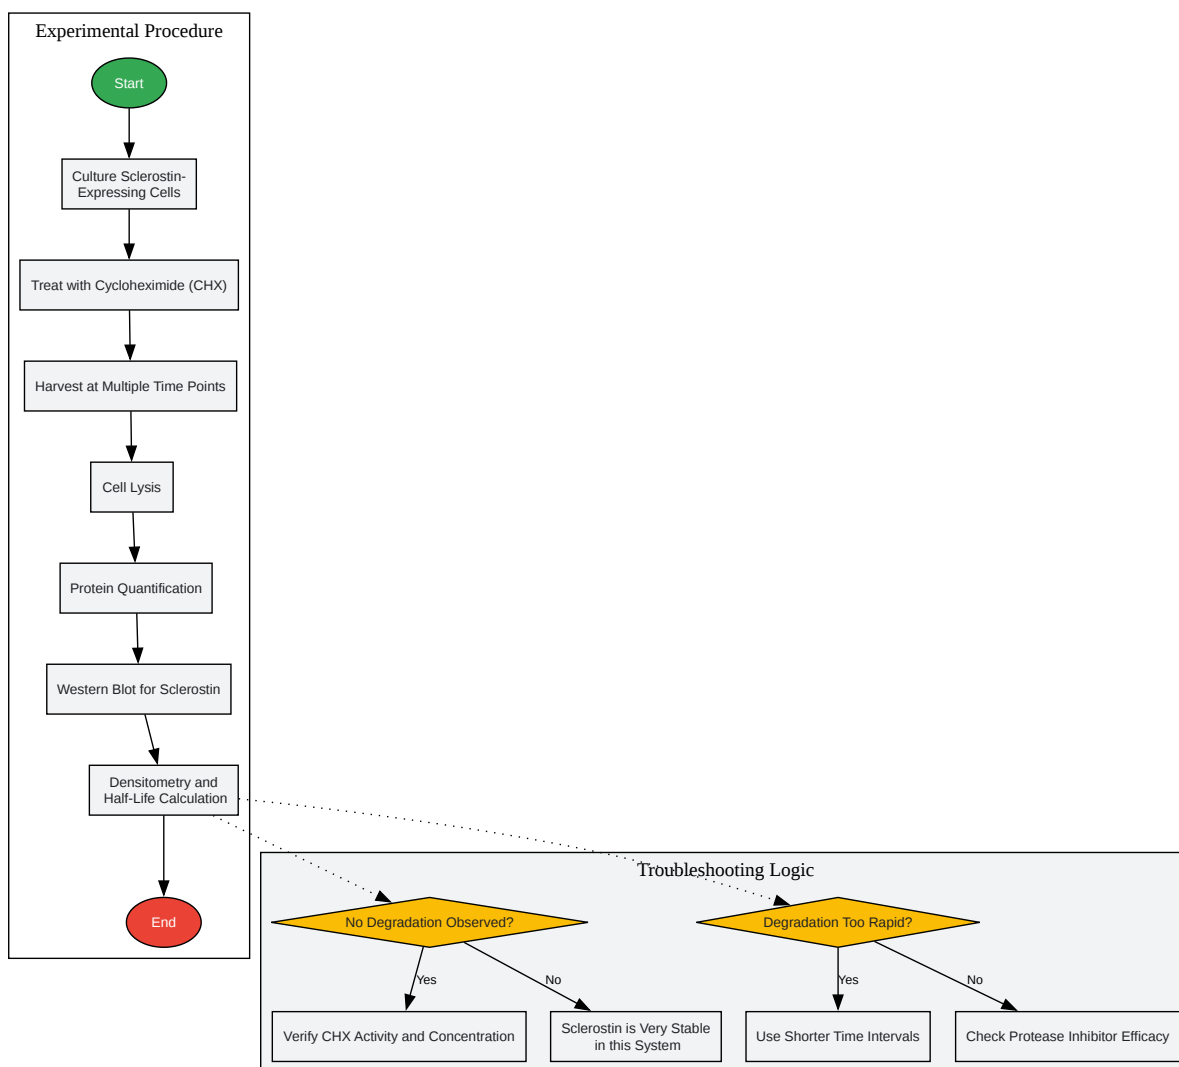 Experimental Procedure
Start
Culture Sclerostin-
Expressing Cells
Treat with Cycloheximide (CHX)
Harvest at Multiple Time Points
Cell Lysis
Protein Quantification
Western Blot for Sclerostin
Densitometry and
Half-Life Calculation
End
Troubleshooting Logic
No Degradation Observed?
Degradation Too Rapid?
Yes
No
Yes
No
Verify CHX Activity and Concentration
Sclerostin is Very Stable
in this System
Use Shorter Time Intervals
Check Protease Inhibitor Efficacy